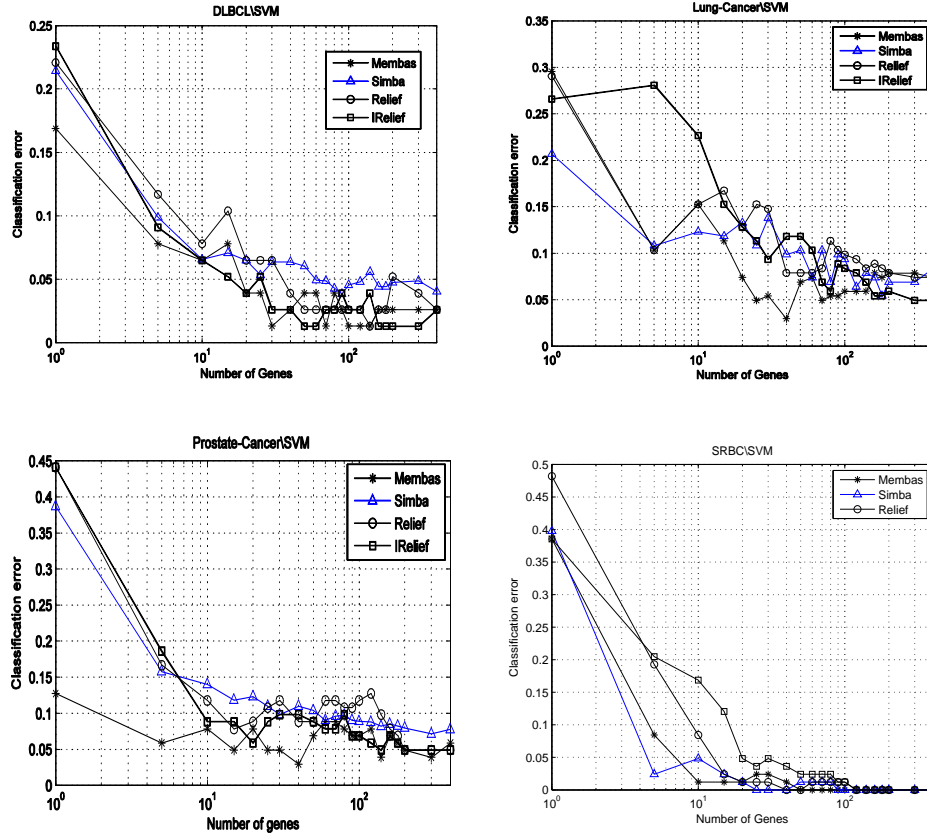 DLBCL\SVM
0.25
0.2
0.15
0.1
0.05
0
Classification error
10^0
10^1
10^2
Number of Genes
Membas
Simba
Relief
IRelief
Lung-Cancer\SVM
0.35
0.3
0.25
0.2
0.15
0.1
0.05
0
Classification error
10^0
10^1
10^2
Number of Genes
Membas
Simba
Relief
IRelief
Prostate-Cancer\SVM
0.45
0.4
0.35
0.3
0.25
0.2
0.15
0.1
0.05
0
Classification error
10^0
10^1
10^2
Number of genes
Membas
Simba
Relief
IRelief
SRBC\SVM
0.5
0.45
0.4
0.35
0.3
0.25
0.2
0.15
0.1
0.05
0
Classification error
10^0
10^1
10^2
Number of Genes
Membas
Simba
Relief